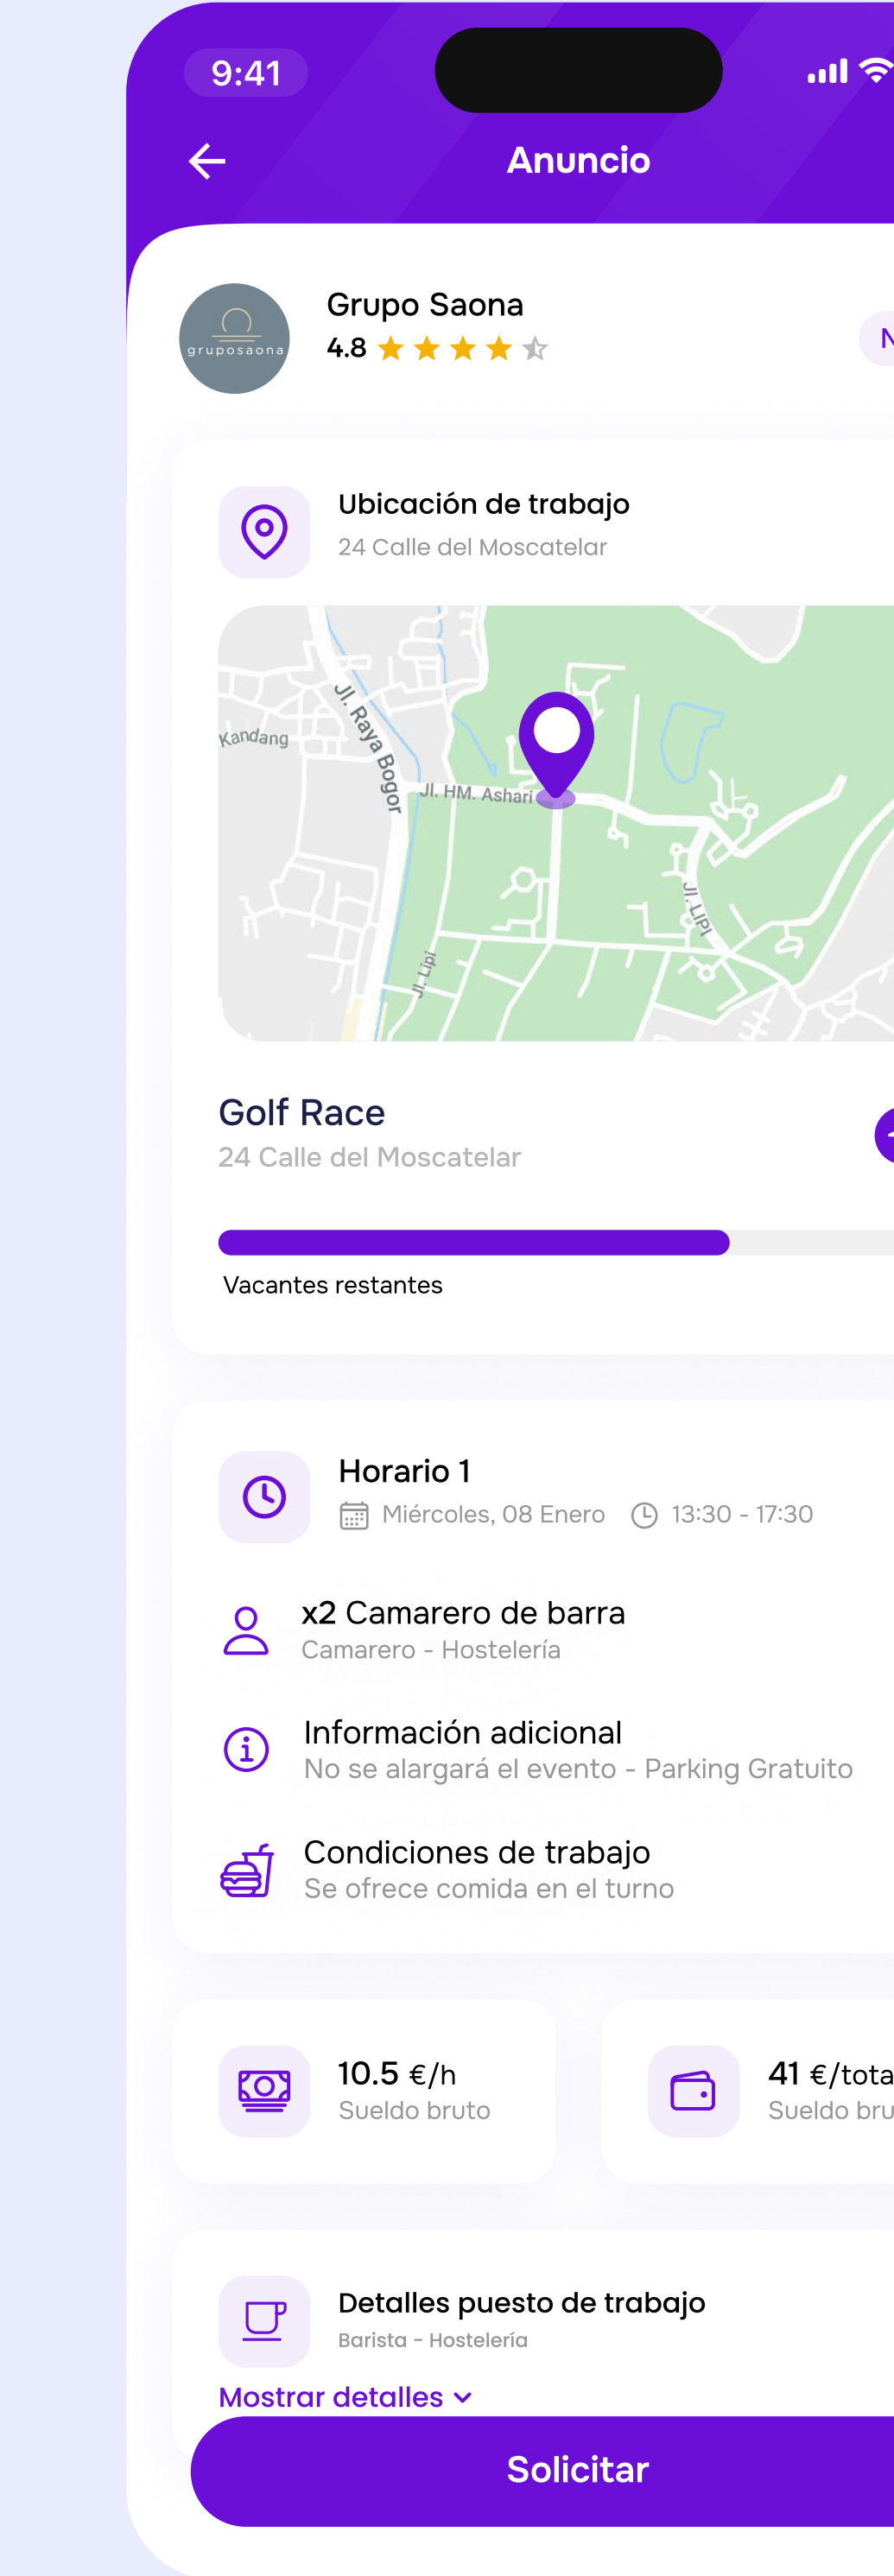 9:41
Anuncio
gruposaona
Grupo Saona
4.8
Ubicación de trabajo
24 Calle del Moscatelar
Kandang
Jl. Raya Bogor
Jl. HM. Ashari
Jl. LIPI
Jl. Lipi
Golf Race
24 Calle del Moscatelar
Vacantes restantes
Horario 1
Miércoles, 08 Enero 13:30 - 17:30
x2 Camarero de barra
Camarero - Hostelería
Información adicional
No se alargará el evento - Parking Gratuito
Condiciones de trabajo
Se ofrece comida en el turno
10.5 €/h
Sueldo bruto
41 €/tota
Sueldo bru
Detalles puesto de trabajo
Barista - Hostelería
Mostrar detalles
Solicitar